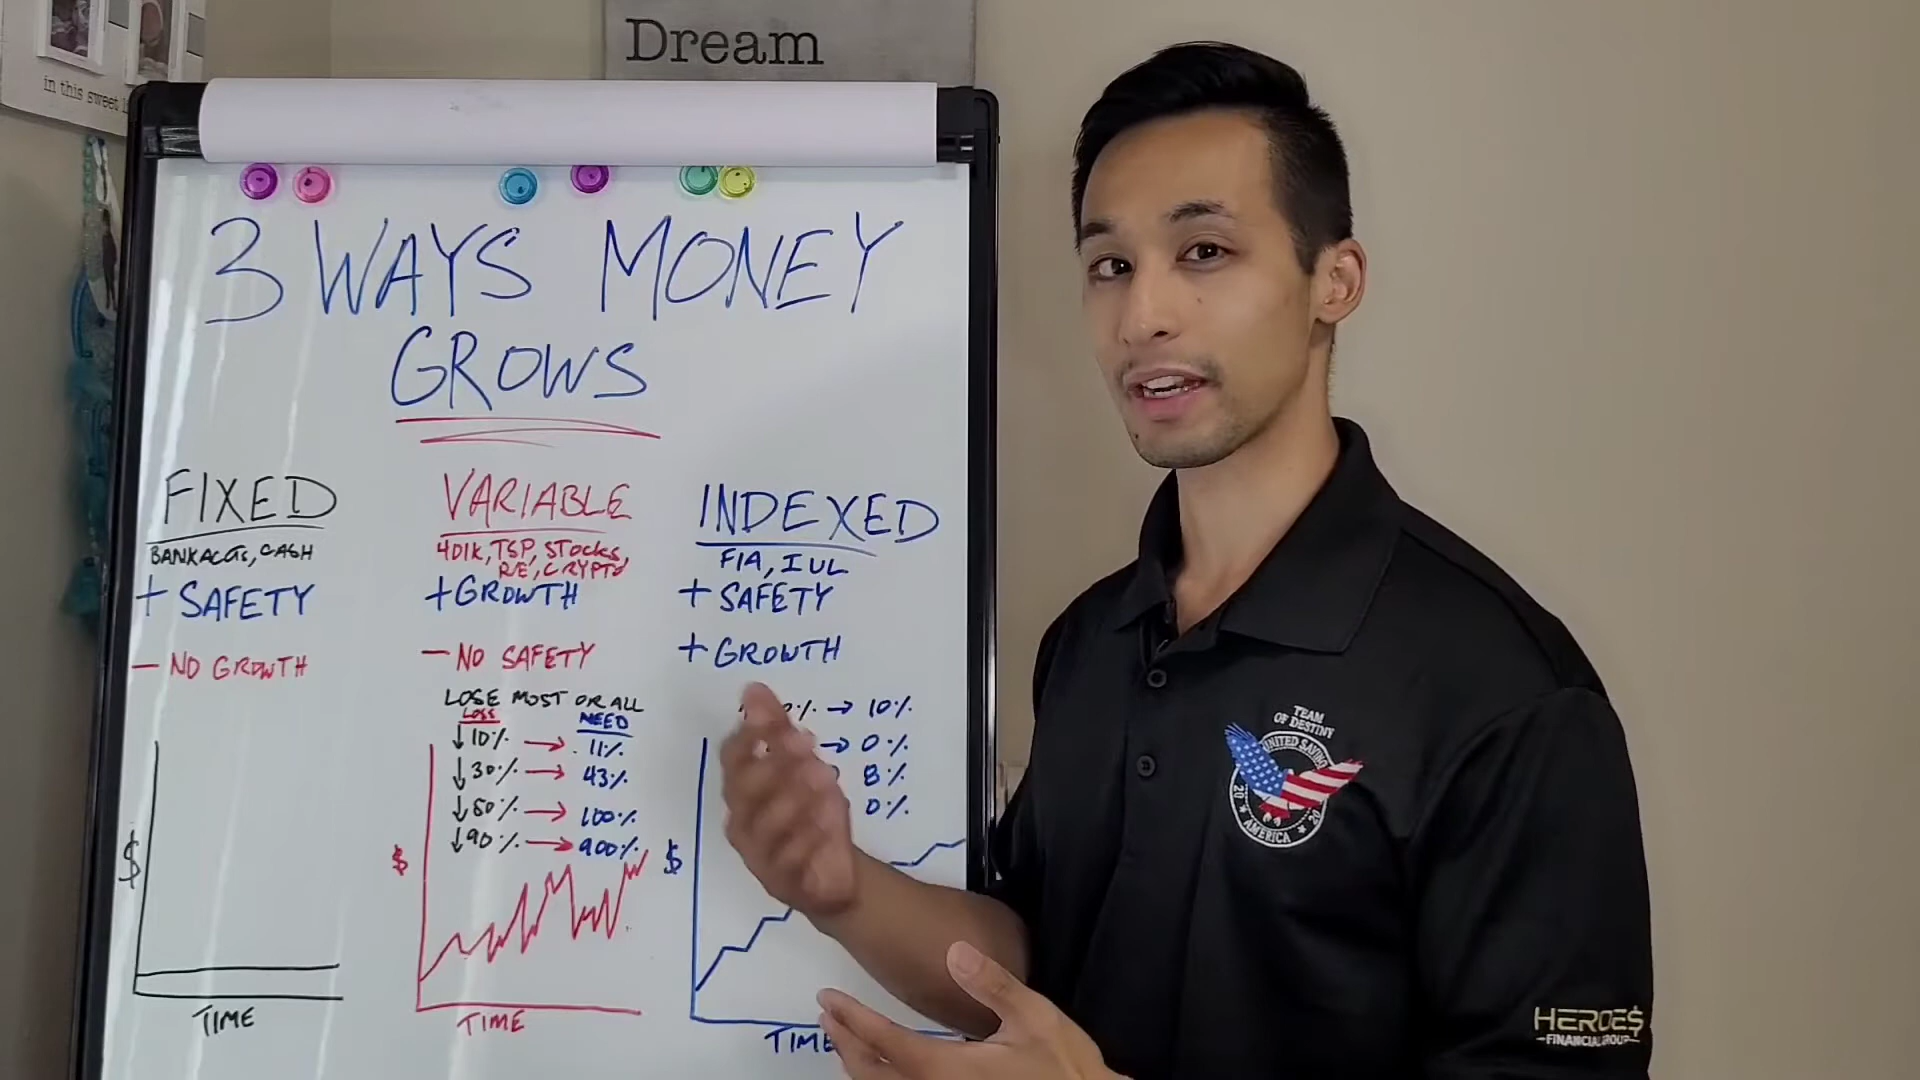 Dream
in this sweet
3 WAYS MONEY
GROWS
FIXED
BANK ACCTS, CASH
+ SAFETY
- NO GROWTH
$
TIME
VARIABLE
401K, TSP, STOCKS,
R/E, CRYPTO
+ GROWTH
- NO SAFETY
LOSE MOST OR ALL
LOSS NEED
↓10% → 11%
↓30% → 43%
↓50% → 100%
↓90% → 900%
$
TIME
INDEXED
FIA, IUL
+ SAFETY
+ GROWTH
% → 10%
→ 0%
8%
0%
$
TIME
TEAM
OF DESTINY
UNITED SAVING
AMERICA
20 20
HEROE$
FINANCIAL GROUP